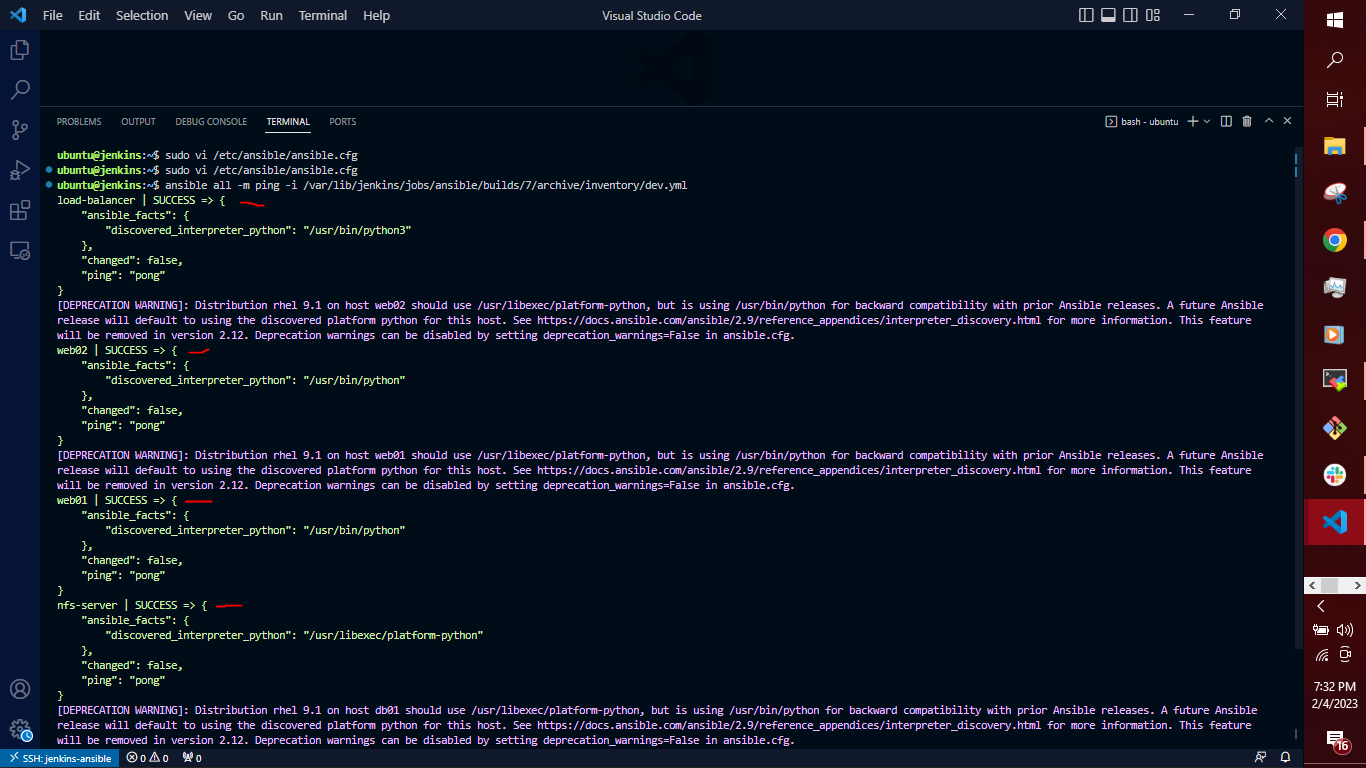 File Edit Selection View Go Run Terminal Help Visual Studio Code
PROBLEMS OUTPUT DEBUG CONSOLE TERMINAL PORTS bash - ubuntu
ubuntu@jenkins:~$ sudo vi /etc/ansible/ansible.cfg
ubuntu@jenkins:~$ sudo vi /etc/ansible/ansible.cfg
ubuntu@jenkins:~$ ansible all -m ping -i /var/lib/jenkins/jobs/ansible/builds/7/archive/inventory/dev.yml
load-balancer | SUCCESS => {
    "ansible_facts": {
        "discovered_interpreter_python": "/usr/bin/python3"
    },
    "changed": false,
    "ping": "pong"
}
[DEPRECATION WARNING]: Distribution rhel 9.1 on host web02 should use /usr/libexec/platform-python, but is using /usr/bin/python for backward compatibility with prior Ansible releases. A future Ansible
release will default to using the discovered platform python for this host. See https://docs.ansible.com/ansible/2.9/reference_appendices/interpreter_discovery.html for more information. This feature
will be removed in version 2.12. Deprecation warnings can be disabled by setting deprecation_warnings=False in ansible.cfg.
web02 | SUCCESS => {
    "ansible_facts": {
        "discovered_interpreter_python": "/usr/bin/python"
    },
    "changed": false,
    "ping": "pong"
}
[DEPRECATION WARNING]: Distribution rhel 9.1 on host web01 should use /usr/libexec/platform-python, but is using /usr/bin/python for backward compatibility with prior Ansible releases. A future Ansible
release will default to using the discovered platform python for this host. See https://docs.ansible.com/ansible/2.9/reference_appendices/interpreter_discovery.html for more information. This feature
will be removed in version 2.12. Deprecation warnings can be disabled by setting deprecation_warnings=False in ansible.cfg.
web01 | SUCCESS => {
    "ansible_facts": {
        "discovered_interpreter_python": "/usr/bin/python"
    },
    "changed": false,
    "ping": "pong"
}
nfs-server | SUCCESS => {
    "ansible_facts": {
        "discovered_interpreter_python": "/usr/libexec/platform-python"
    },
    "changed": false,
    "ping": "pong"
}
[DEPRECATION WARNING]: Distribution rhel 9.1 on host db01 should use /usr/libexec/platform-python, but is using /usr/bin/python for backward compatibility with prior Ansible releases. A future Ansible
release will default to using the discovered platform python for this host. See https://docs.ansible.com/ansible/2.9/reference_appendices/interpreter_discovery.html for more information. This feature
will be removed in version 2.12. Deprecation warnings can be disabled by setting deprecation_warnings=False in ansible.cfg.
SSH: jenkins-ansible 0 0 0
7:32 PM
2/4/2023
16